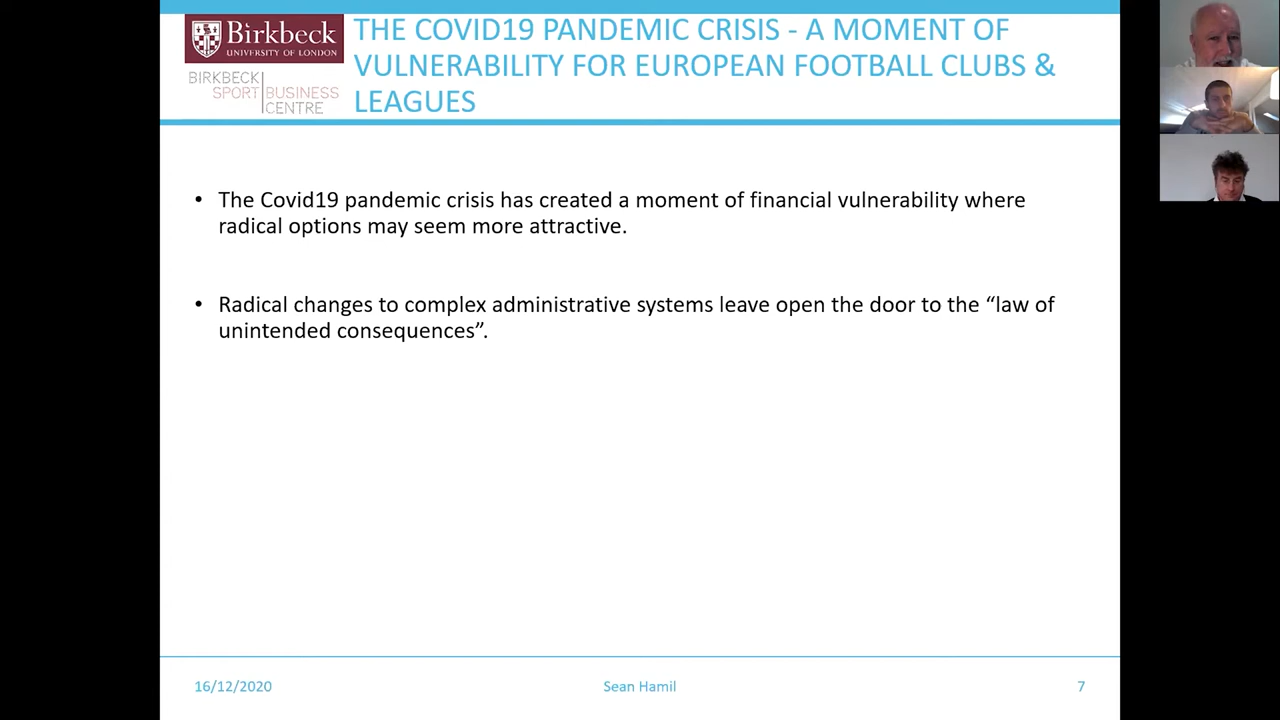 Birkbeck
UNIVERSITY OF LONDON
BIRKBECK
SPORT BUSINESS
CENTRE
THE COVID19 PANDEMIC CRISIS - A MOMENT OF
VULNERABILITY FOR EUROPEAN FOOTBALL CLUBS &
LEAGUES
• The Covid19 pandemic crisis has created a moment of financial vulnerability where
radical options may seem more attractive.
• Radical changes to complex administrative systems leave open the door to the “law of
unintended consequences”.
16/12/2020
Sean Hamil
7